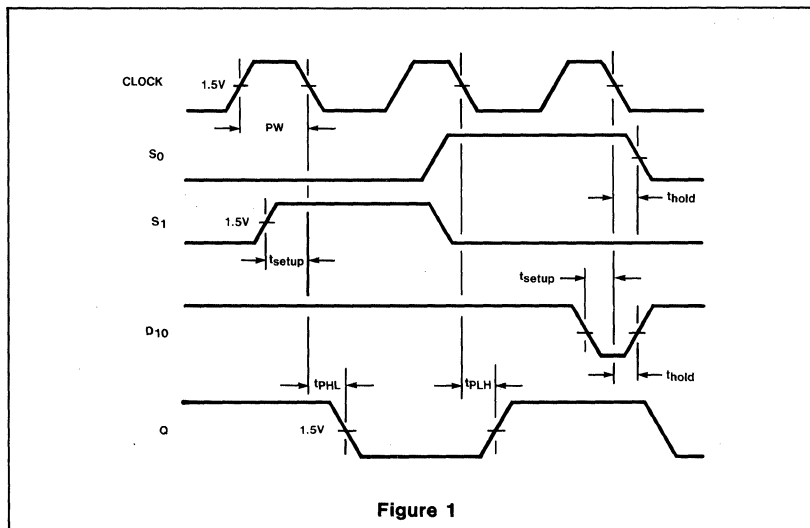 CLOCK
1.5V
PW
S0
thold
S1
1.5V
tsetup
tsetup
D10
thold
tPHL
tPLH
Q
1.5V
Figure 1